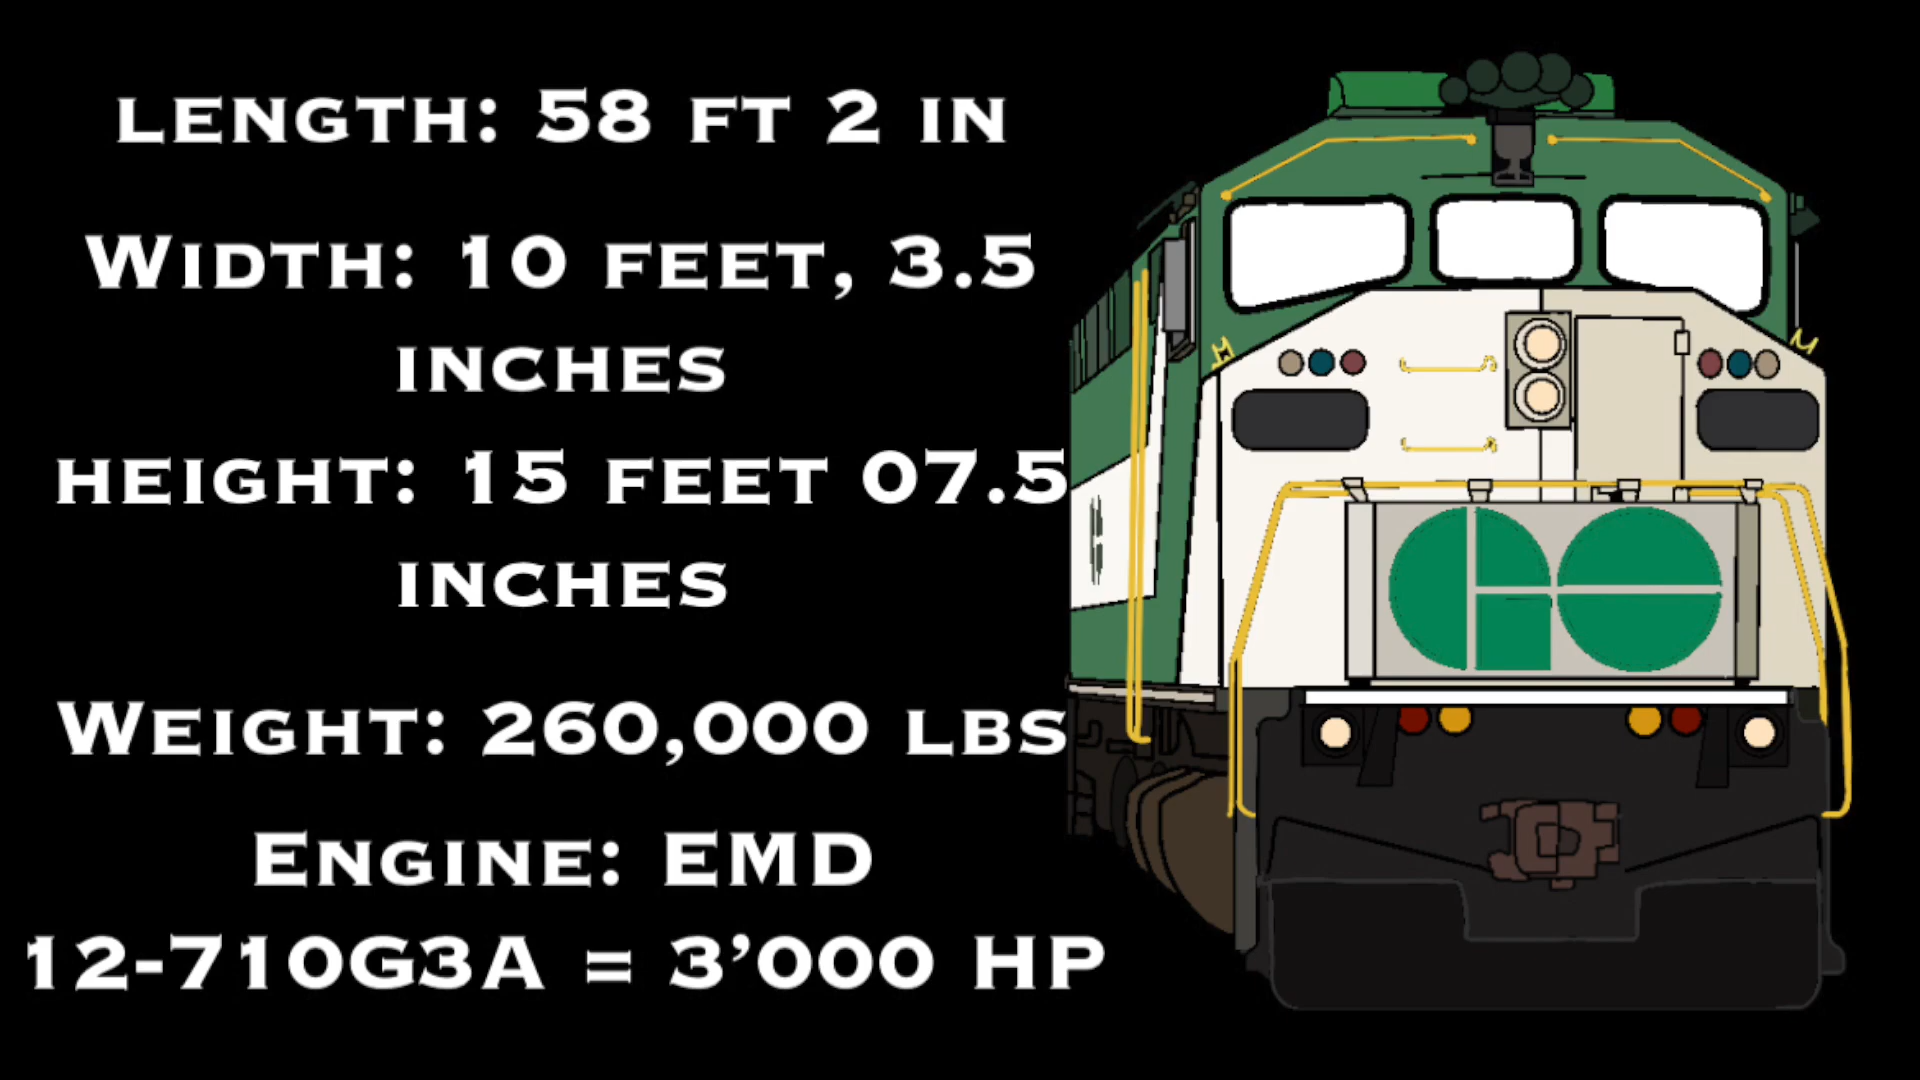 LENGTH: 58 FT 2 IN
WIDTH: 10 FEET, 3.5
INCHES
HEIGHT: 15 FEET 07.5
INCHES
WEIGHT: 260,000 LBS
ENGINE: EMD
12-710G3A = 3’000 HP
GO